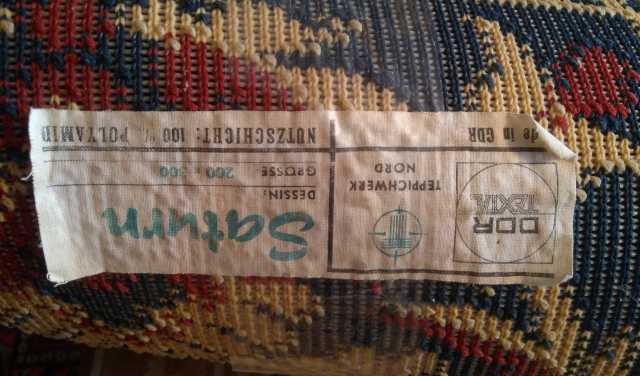 DDR
TEXTIL
TEPPICHWERK
NORD
de in GDR
DESSIN:
Saturn
GRÖSSE 200 x 300
NUTZSCHICHT: 100 % POLYAMID